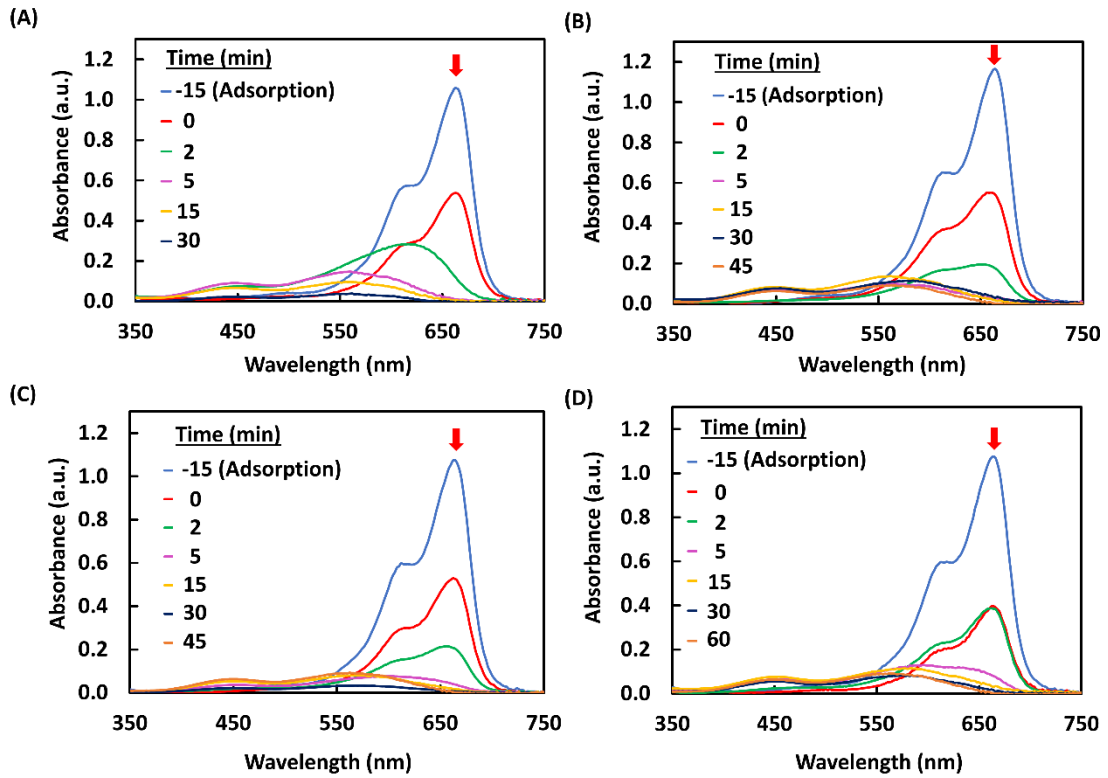 (A)
Time (min)
-15 (Adsorption)
0
2
5
15
30
Absorbance (a.u.)
1.2
1.0
0.8
0.6
0.4
0.2
0.0
350 450 550 650 750
Wavelength (nm)
(B)
Time (min)
-15 (Adsorption)
0
2
5
15
30
45
Absorbance (a.u.)
1.2
1.0
0.8
0.6
0.4
0.2
0.0
350 450 550 650 750
Wavelength (nm)
(C)
Time (min)
-15 (Adsorption)
0
2
5
15
30
45
Absorbance (a.u.)
1.2
1.0
0.8
0.6
0.4
0.2
0.0
350 450 550 650 750
Wavelength (nm)
(D)
Time (min)
-15 (Adsorption)
0
2
5
15
30
60
Absorbance (a.u.)
1.2
1.0
0.8
0.6
0.4
0.2
0.0
350 450 550 650 750
Wavelength (nm)